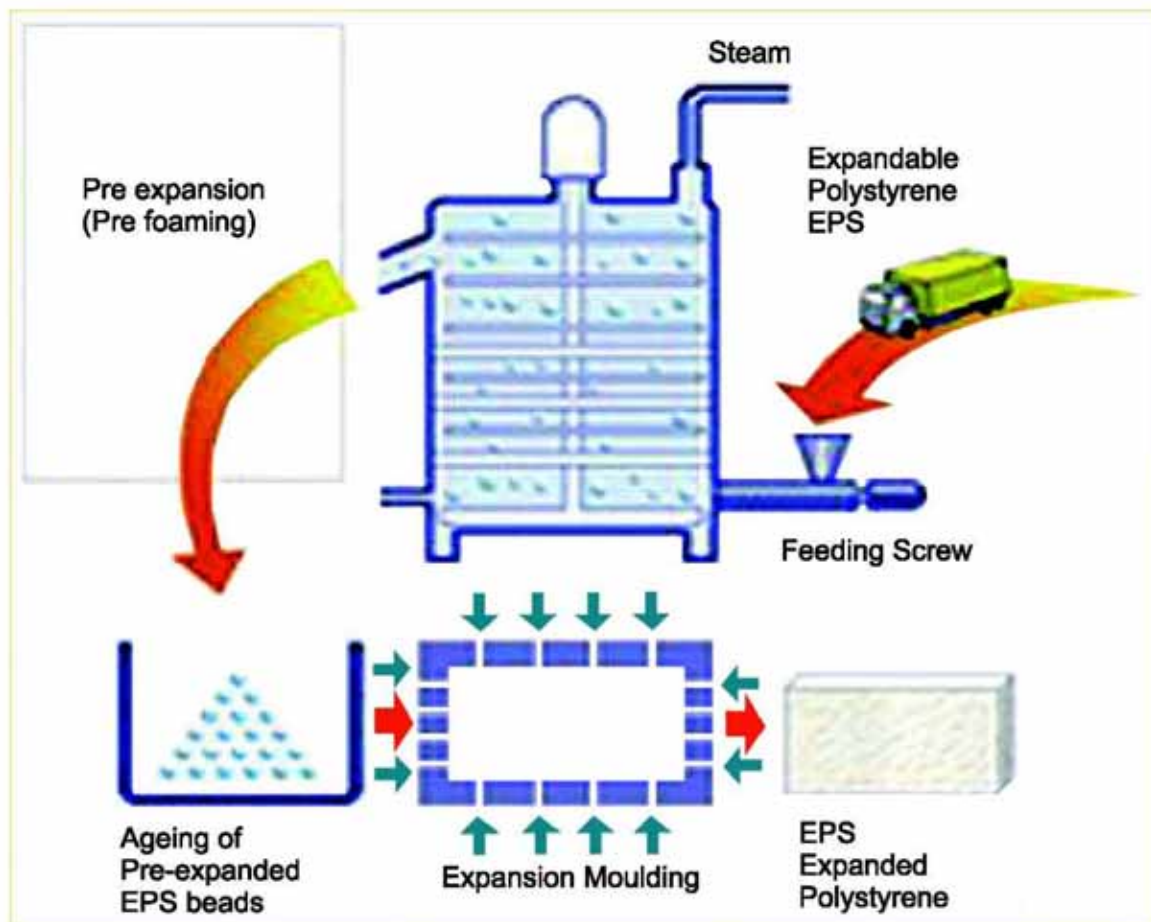 Steam
Pre expansion
(Pre foaming)
Expandable
Polystyrene
EPS
Feeding Screw
Ageing of
Pre-expanded
EPS beads
Expansion Moulding
EPS
Expanded
Polystyrene